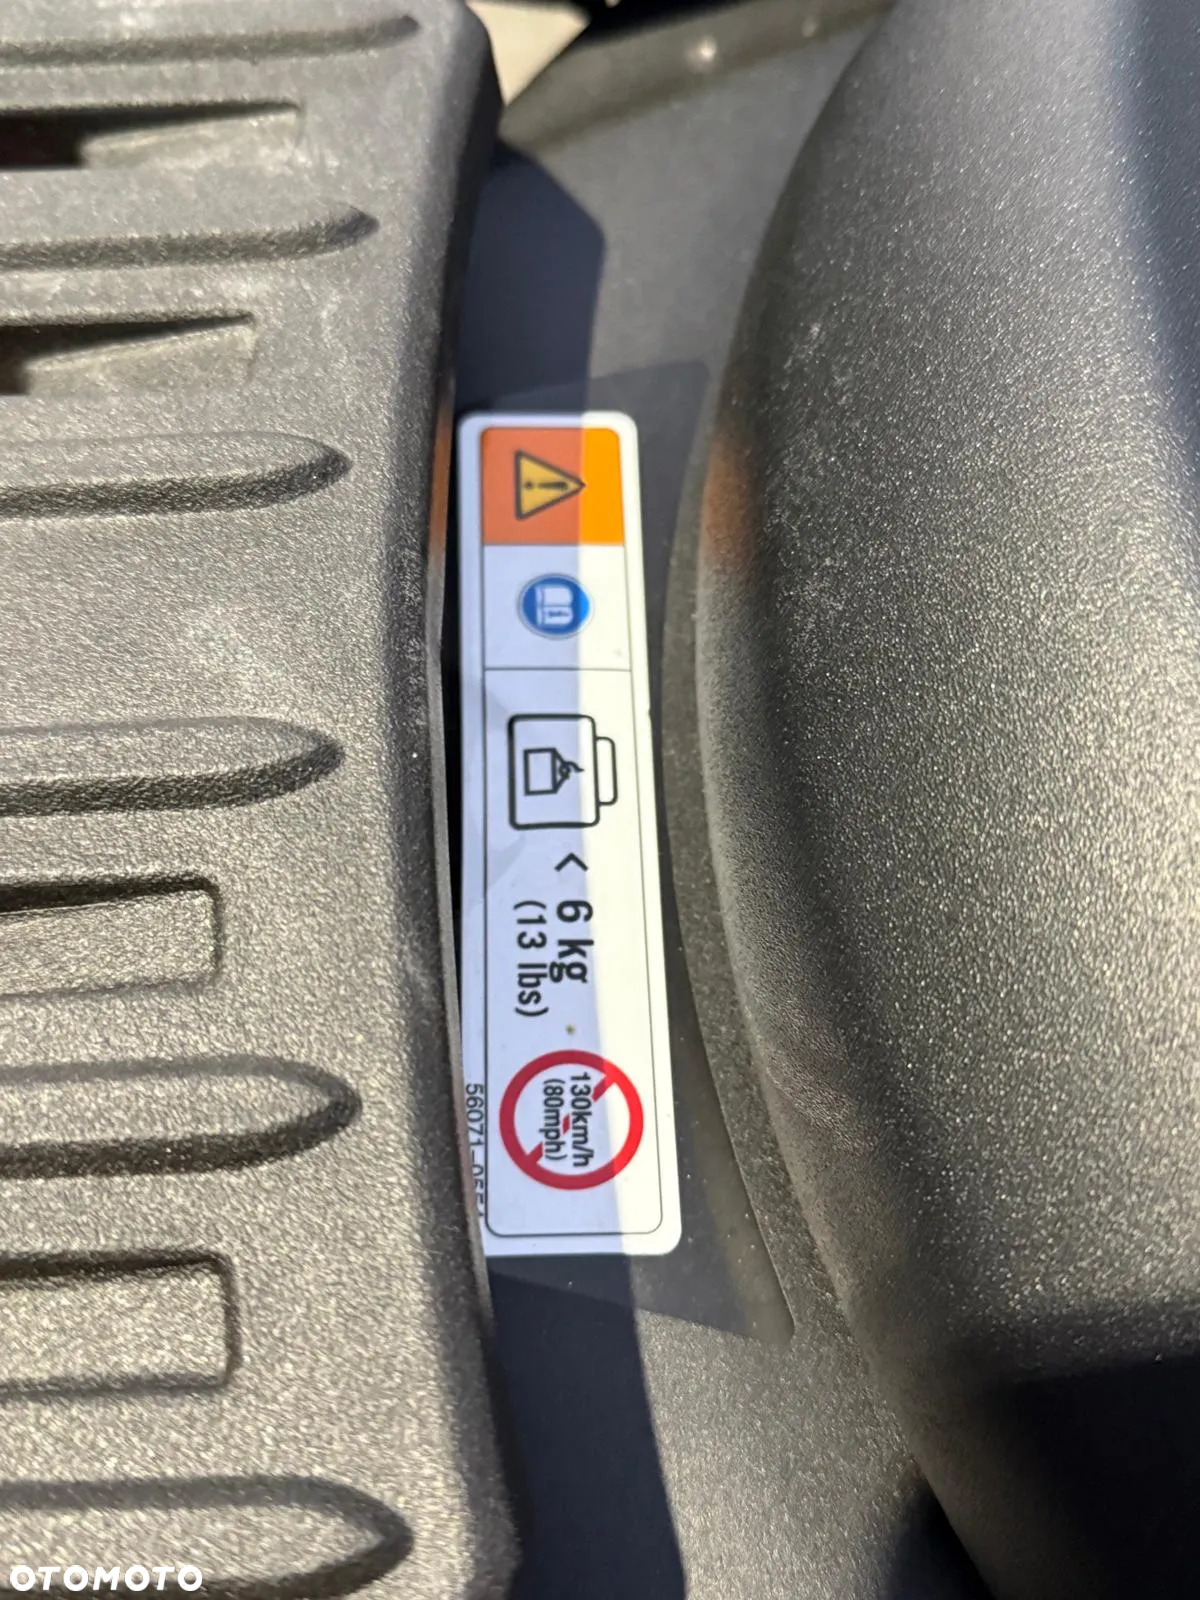 < 6 kg
(13 lbs)
130km/h
(80mph)
OTOMOTO